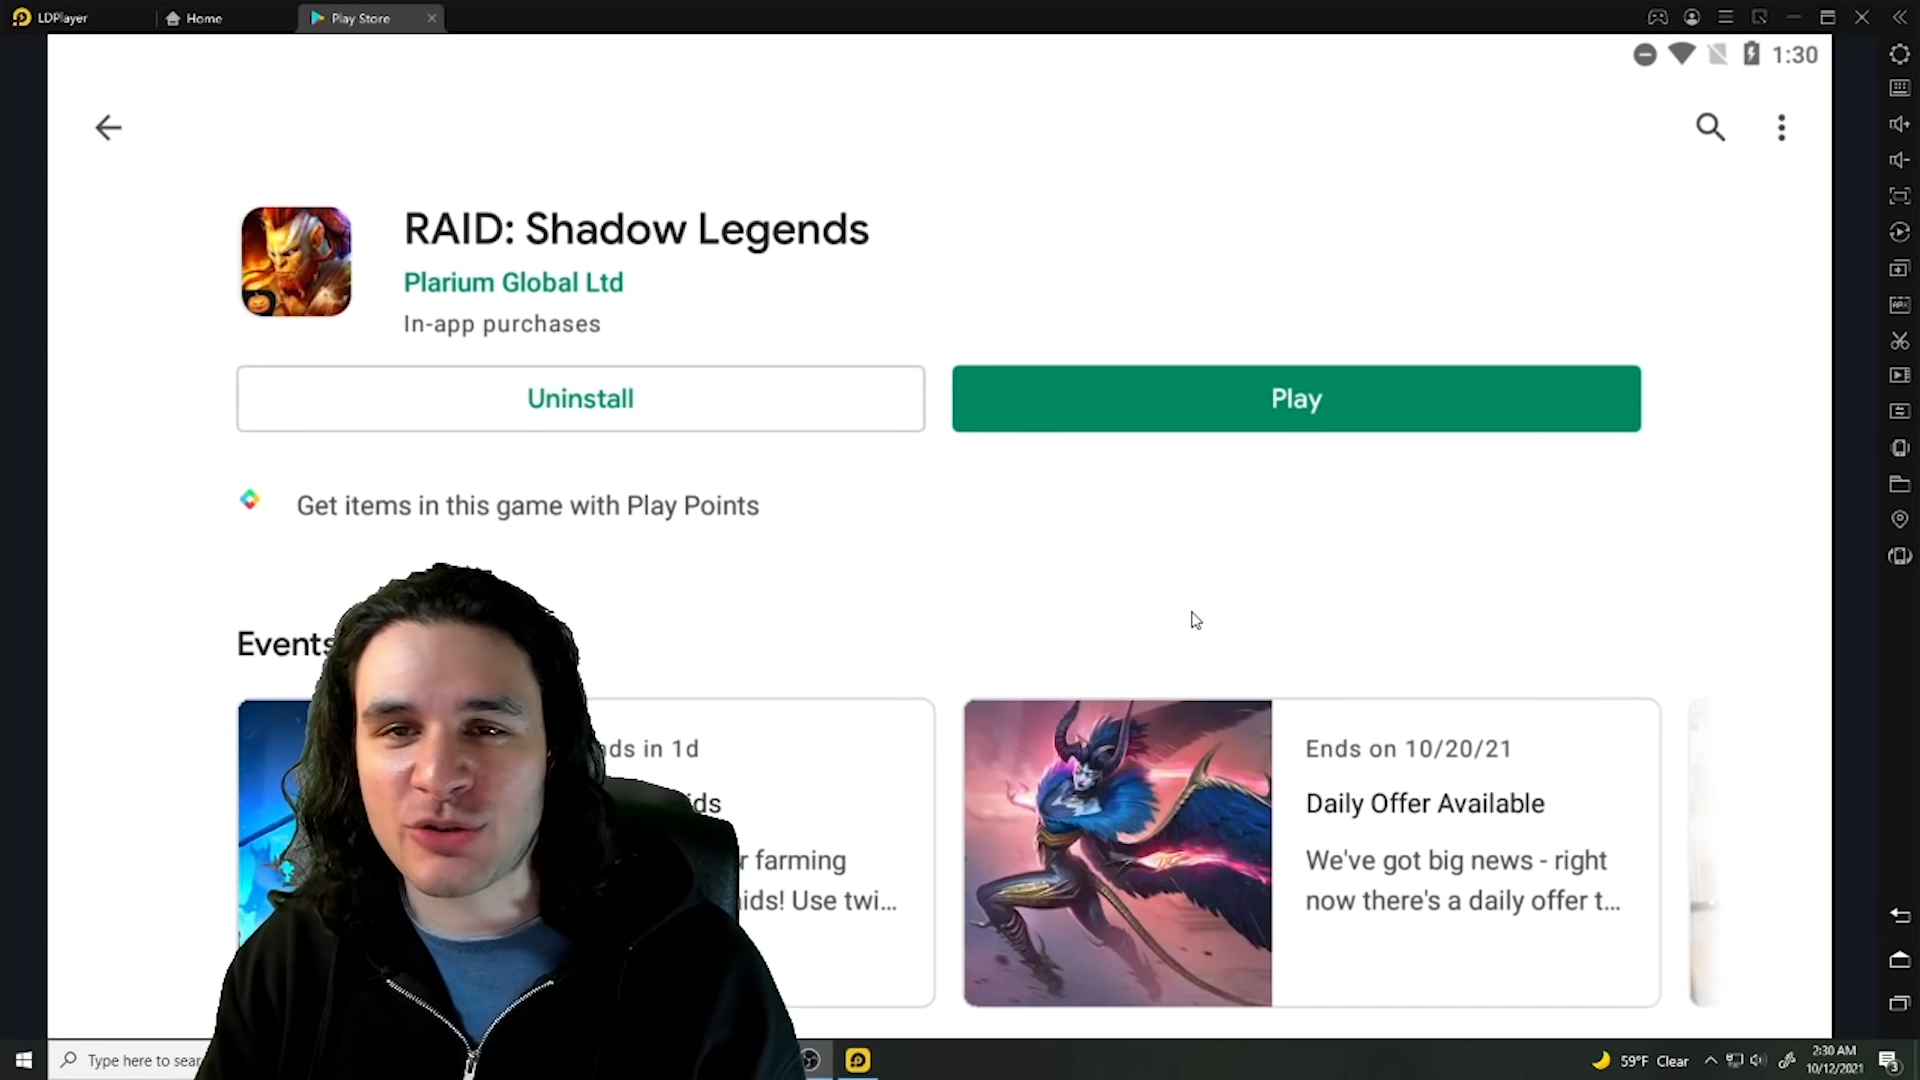 LDPlayer
Home
Play Store
1:30
RAID: Shadow Legends
Plarium Global Ltd
In-app purchases
Uninstall
Play
Get items in this game with Play Points
Events
nds in 1d
ids
r farming
ids! Use twi...
Ends on 10/20/21
Daily Offer Available
We've got big news - right
now there's a daily offer t...
Type here to sear
59°F Clear
2:30 AM
10/12/2021
3